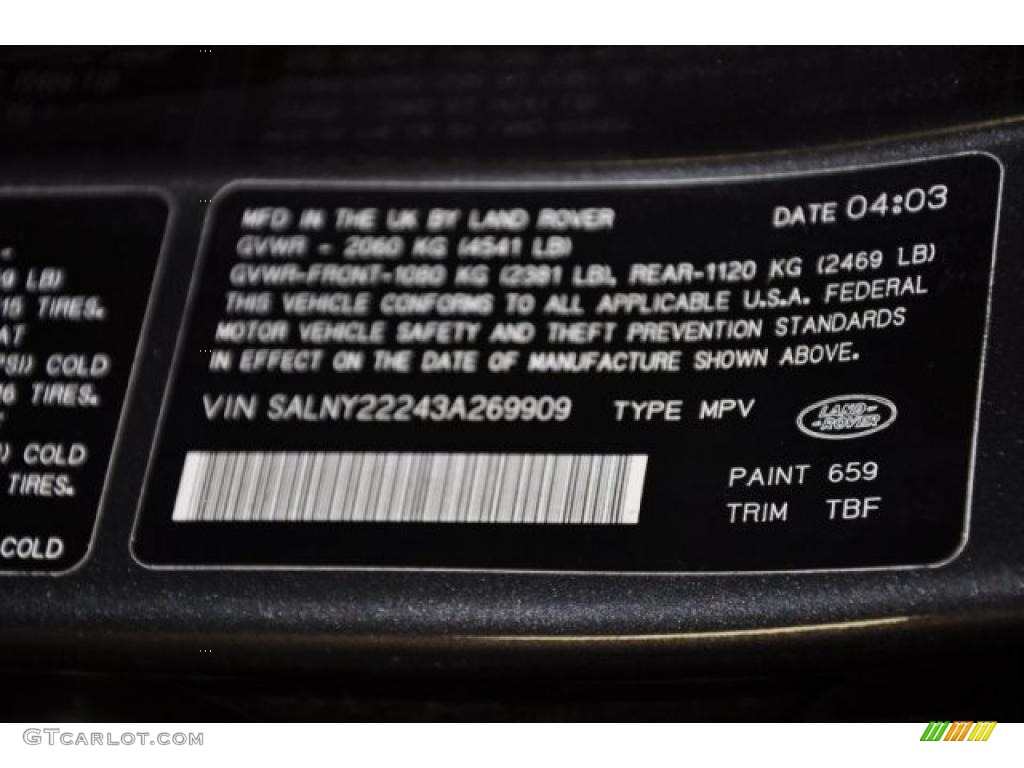 MFD IN THE UK BY LAND ROVER
DATE 04:03
GVWR - 2060 KG (4541 LB)
GVWR-FRONT-1080 KG (2381 LB), REAR-1120 KG (2469 LB)
THIS VEHICLE CONFORMS TO ALL APPLICABLE U.S.A. FEDERAL
MOTOR VEHICLE SAFETY AND THEFT PREVENTION STANDARDS
IN EFFECT ON THE DATE OF MANUFACTURE SHOWN ABOVE.
VIN SALNY22243A269909 TYPE MPV
LAND-
-ROVER
PAINT 659
TRIM TBF
LB)
TIRES.
COLD
TIRES.
COLD
TIRES.
COLD
GTCARLOT.COM